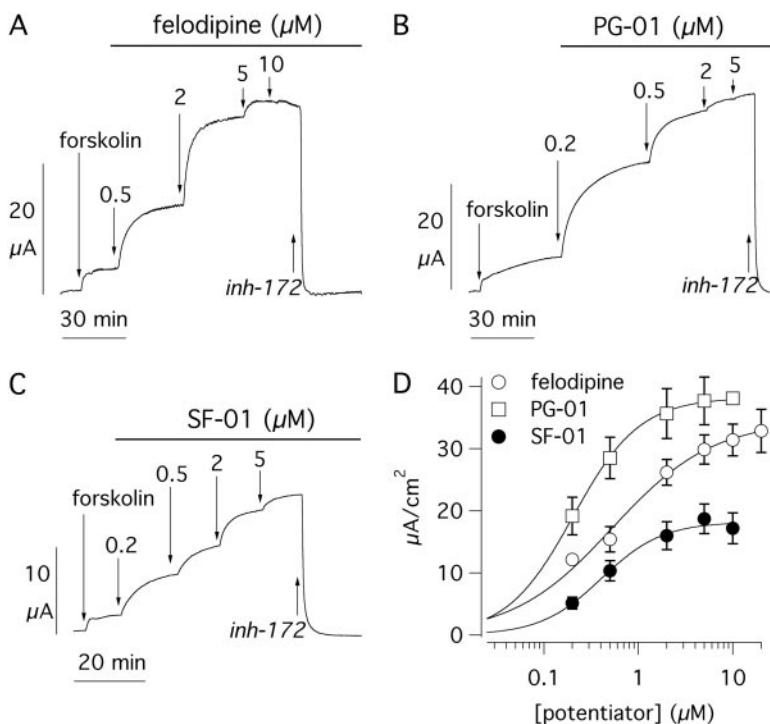 A
felodipine (µM)
forskolin
0.5
2
5
10
20
µA
inh-172
30 min
B
PG-01 (µM)
forskolin
0.2
0.5
2
5
20
µA
inh-172
30 min
C
SF-01 (µM)
forskolin
0.2
0.5
2
5
10
µA
inh-172
20 min
D
felodipine
PG-01
SF-01
µA/cm²
40
30
20
10
0
0.1
1
10
[potentiator] (µM)